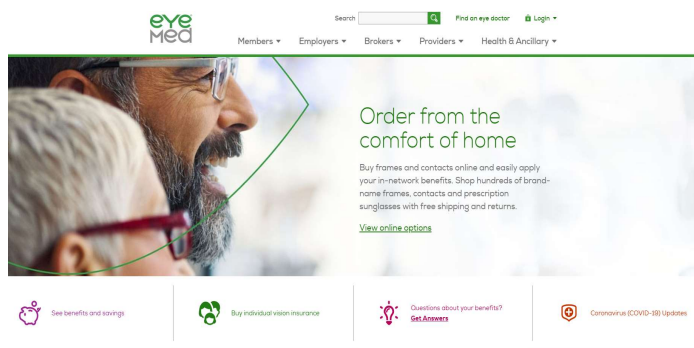 eye
Med
Search
Find an eye doctor
Login
Members
Employers
Brokers
Providers
Health & Ancillary
Order from the
comfort of home
Buy frames and contacts online and easily apply
your in-network benefits. Shop hundreds of brand-
name frames, contacts and prescription
sunglasses with free shipping and returns.
View online options
See benefits and savings
Buy individual vision insurance
Questions about your benefits?
Get Answers
Coronavirus (COVID-19) Updates